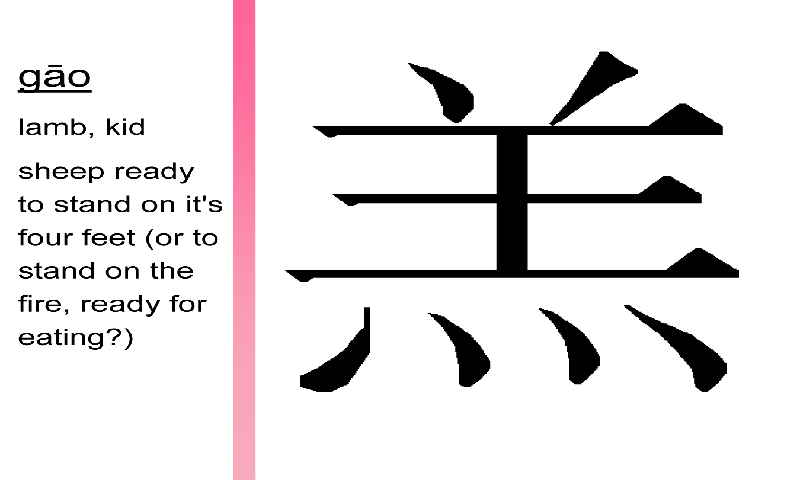 gāo
lamb, kid
sheep ready
to stand on it's
four feet (or to
stand on the
fire, ready for
eating?)
羔